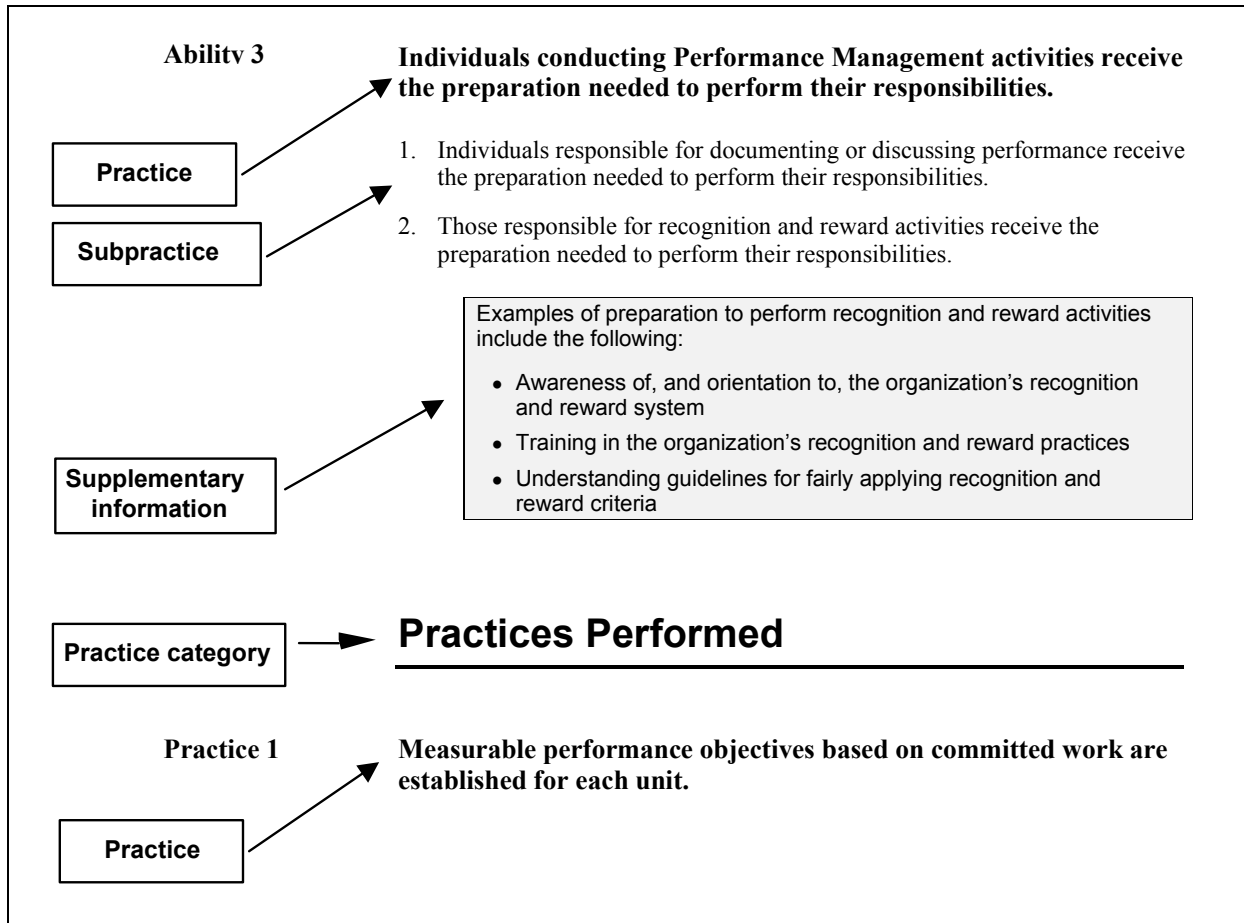 Ability 3
Individuals conducting Performance Management activities receive
the preparation needed to perform their responsibilities.
Practice
1. Individuals responsible for documenting or discussing performance receive
the preparation needed to perform their responsibilities.
Subpractice
2. Those responsible for recognition and reward activities receive the
preparation needed to perform their responsibilities.
Examples of preparation to perform recognition and reward activities
include the following:
• Awareness of, and orientation to, the organization’s recognition
and reward system
• Training in the organization’s recognition and reward practices
• Understanding guidelines for fairly applying recognition and
reward criteria
Supplementary
information
Practice category
Practices Performed
Practice 1
Measurable performance objectives based on committed work are
established for each unit.
Practice